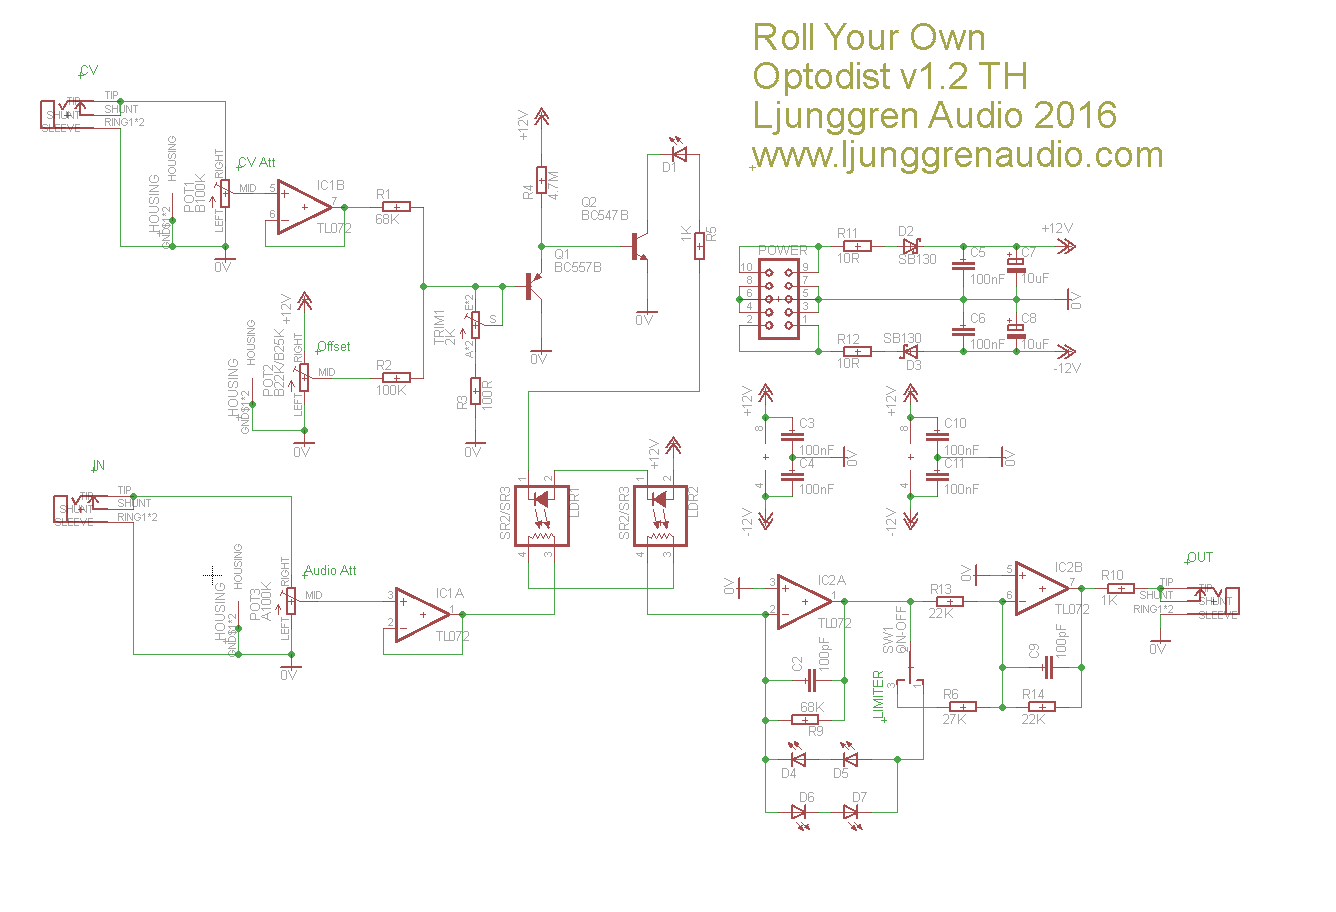 Roll Your Own
Optodist v1.2 TH
Ljunggren Audio 2016
www.ljunggrenaudio.com
CV
TIP
TIP
SHUNT
SHUNT
RING1*2
SLEEVE
HOUSING
HOUSING
GNDS1*2
POT1
B100K
RIGHT
MID
LEFT
CV Att
0V
IC1B
5
6
7
TL072
R1
68K
+12V
R4
4.7M
Q1
BC557B
0V
Q2
BC547B
0V
D1
1K
R5
TRIM1
2K
E*2
S
A*2
R3
100R
0V
HOUSING
HOUSING
GNDS1*2
POT2
B22K/B25K
+12V
RIGHT
MID
LEFT
Offset
0V
R2
100K
POWER
10
9
8
7
6
5
4
3
2
1
R11
10R
D2
SB130
C5
100nF
C7
10uF
+12V
0V
R12
10R
SB130
D3
C6
100nF
C8
10uF
-12V
+12V
8
C3
100nF
C4
100nF
0V
4
-12V
+12V
8
C10
100nF
C11
100nF
0V
4
-12V
IN
TIP
TIP
SHUNT
SHUNT
RING1*2
SLEEVE
HOUSING
HOUSING
GNDS1*2
POT3
A100K
RIGHT
MID
LEFT
Audio Att
0V
IC1A
3
2
1
TL072
SR2/SR3
1
2
4
3
LDR1
+12V
SR2/SR3
1
2
4
3
LDR2
0V
IC2A
3
2
1
TL072
C2
100pF
68K
R9
D4
D5
D6
D7
SW1
ON-OFF
2
3
1
LIMITER
R13
22K
R6
27K
0V
IC2B
5
6
7
TL072
C9
100pF
R14
22K
R10
1K
OUT
TIP
TIP
SHUNT
SHUNT
RING1*2
SLEEVE
0V